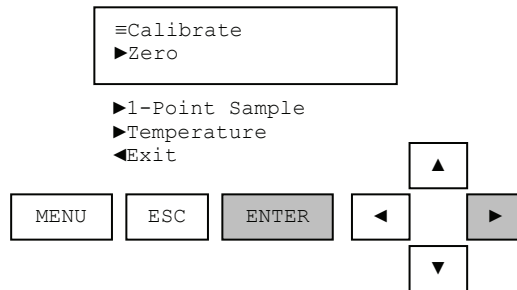 ≡Calibrate
►Zero
►1-Point Sample
►Temperature
◄Exit
▲
MENU ESC ENTER ◄ ►
▼